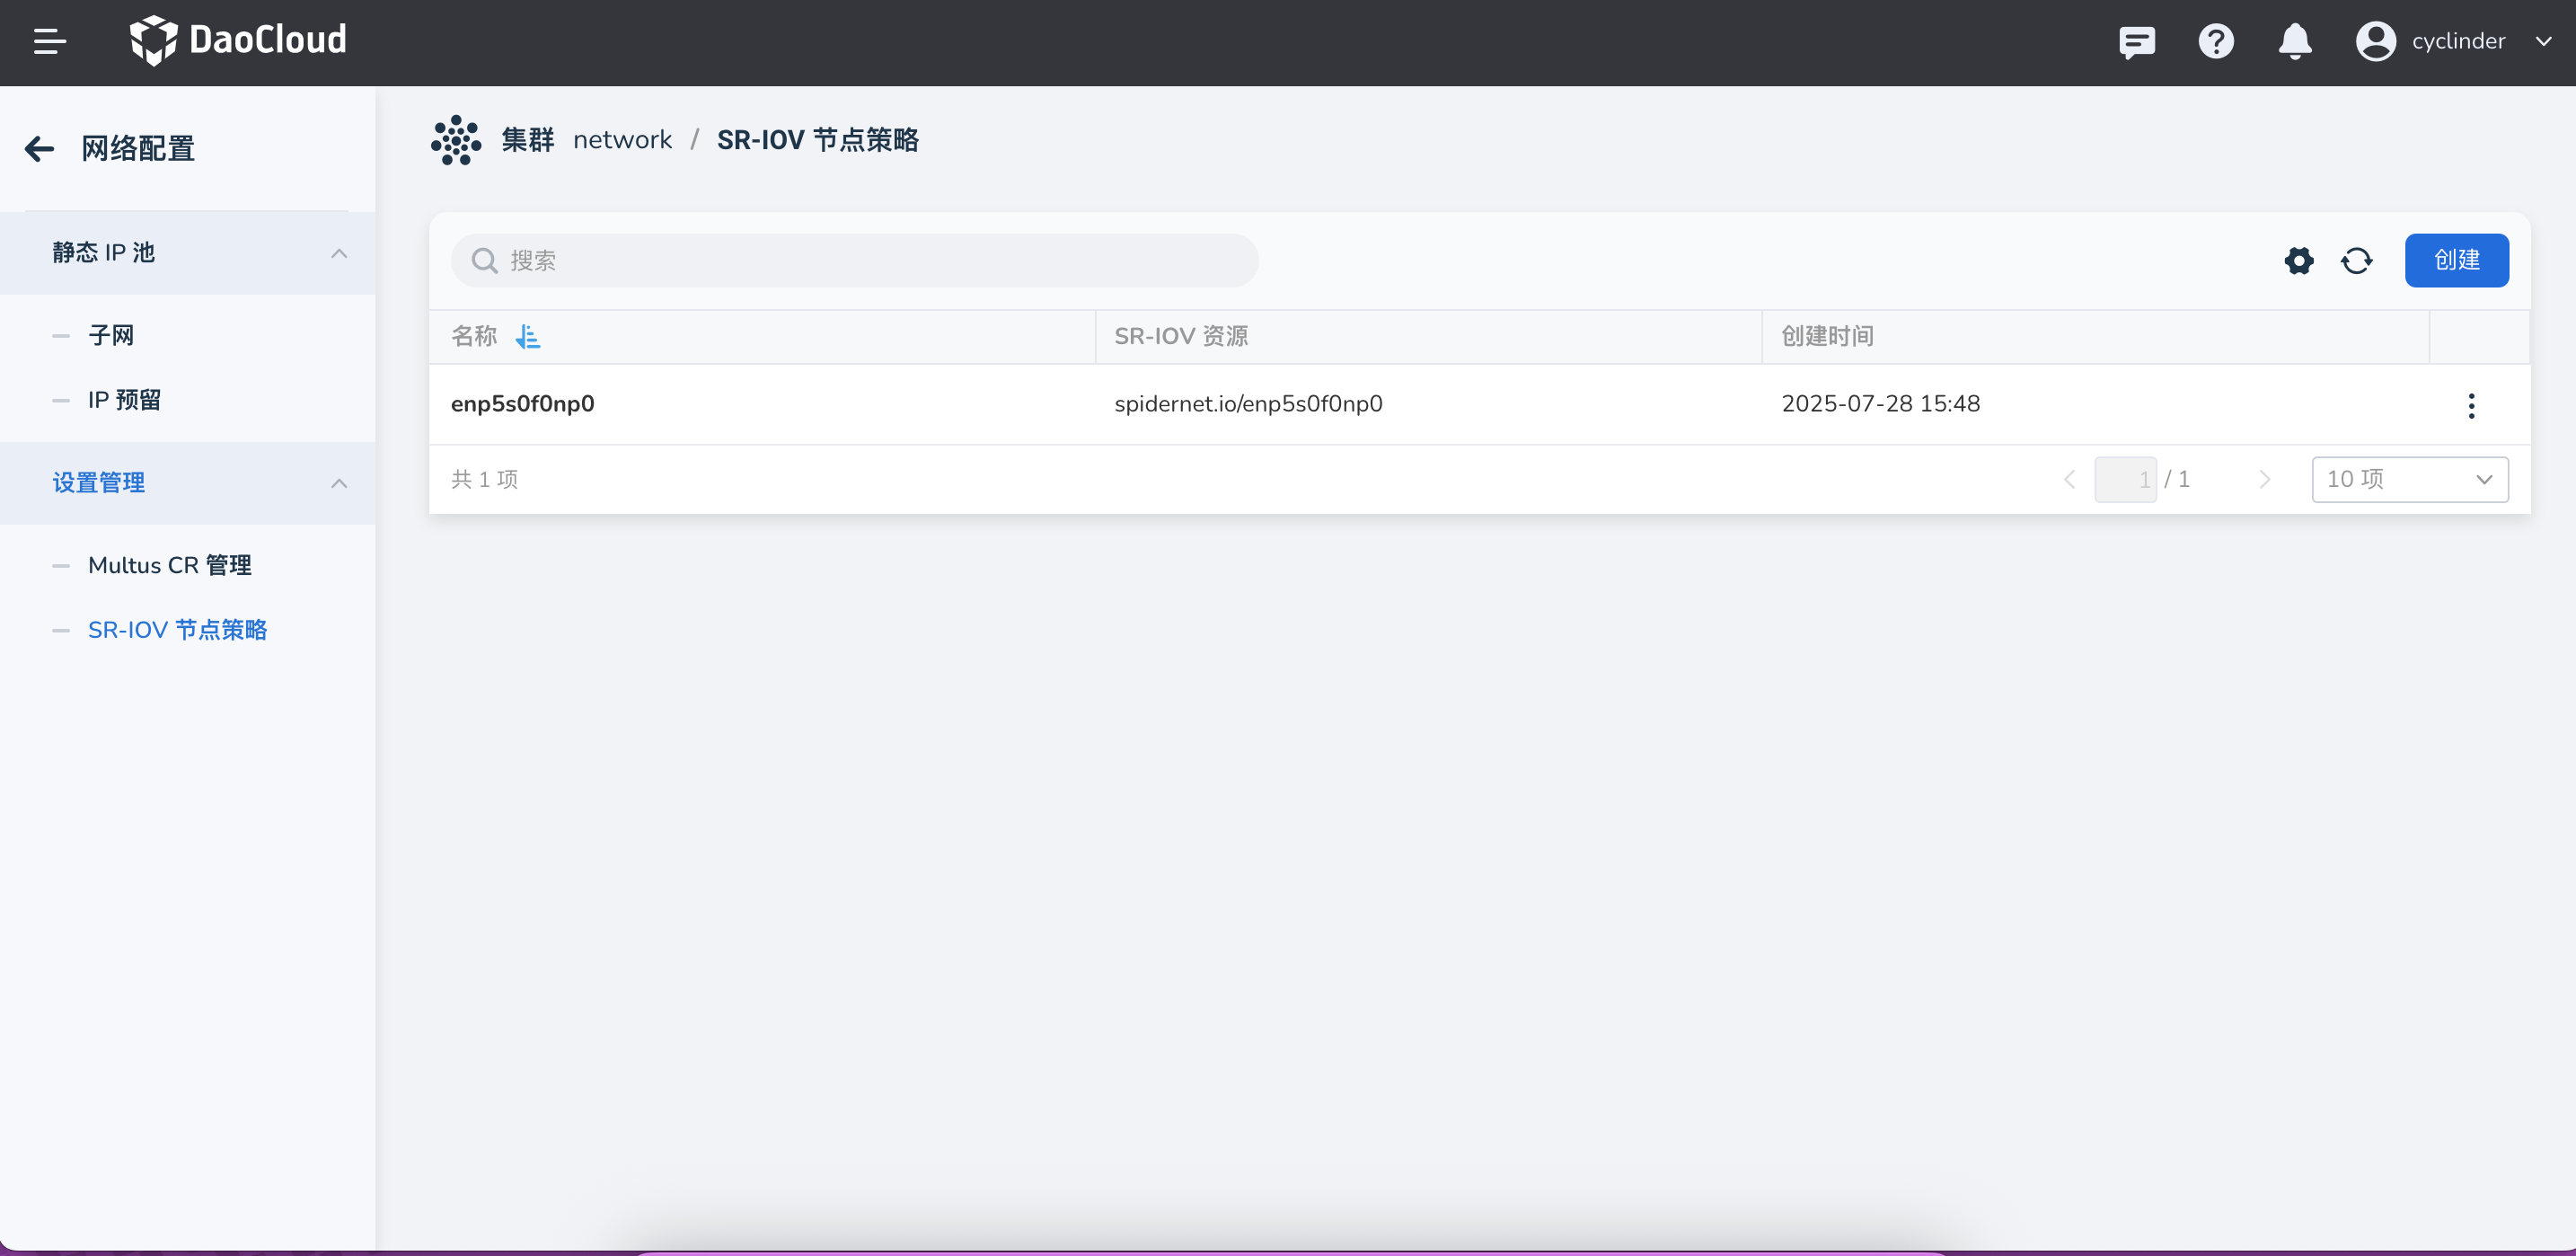 DaoCloud
cyclinder
网络配置
静态 IP 池
子网
IP 预留
设置管理
Multus CR 管理
SR-IOV 节点策略
集群 network / SR-IOV 节点策略
搜索
创建
名称 SR-IOV 资源 创建时间
enp5s0f0np0 spidernet.io/enp5s0f0np0 2025-07-28 15:48
共 1 项 1 / 1 10 项